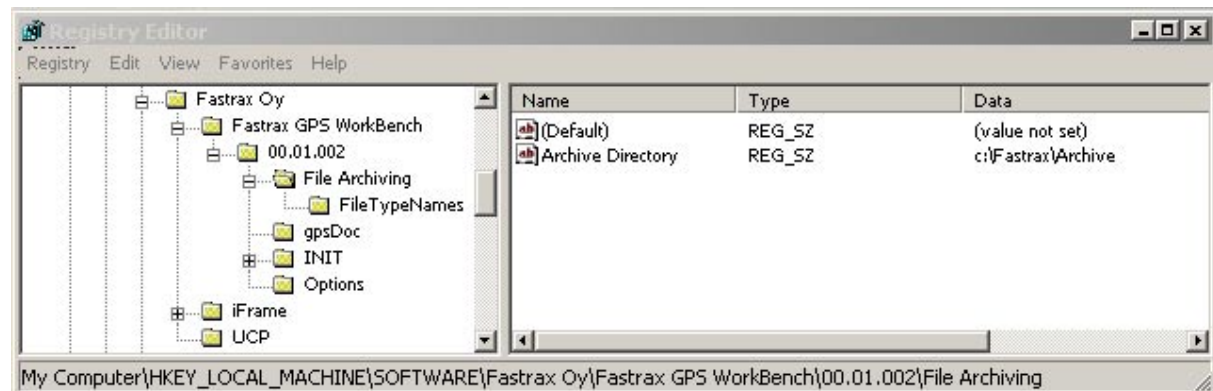 Registry Editor
Registry Edit View Favorites Help
Fastrax Oy
Fastrax GPS WorkBench
00.01.002
File Archiving
FileTypeNames
gpsDoc
INIT
Options
iFrame
UCP
Name Type Data
(Default) REG_SZ (value not set)
Archive Directory REG_SZ c:\Fastrax\Archive
My Computer\HKEY_LOCAL_MACHINE\SOFTWARE\Fastrax Oy\Fastrax GPS WorkBench\00.01.002\File Archiving